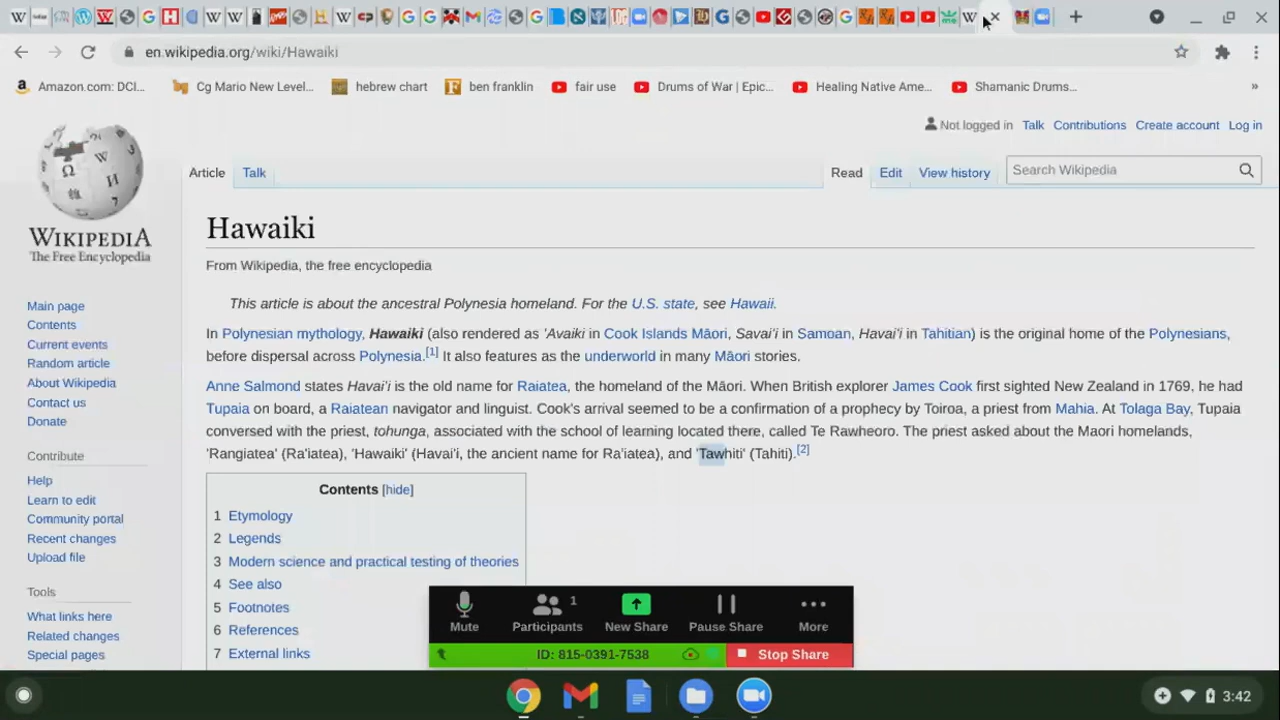 en.wikipedia.org/wiki/Hawaiki
Amazon.com: DCI... Cg Mario New Level... hebrew chart ben franklin fair use Drums of War | Epic... Healing Native Ame... Shamanic Drums... »
Not logged in Talk Contributions Create account Log in
Article Talk Read Edit View history Search Wikipedia
WIKIPEDIA
The Free Encyclopedia
Main page
Contents
Current events
Random article
About Wikipedia
Contact us
Donate
Contribute
Help
Learn to edit
Community portal
Recent changes
Upload file
Tools
What links here
Related changes
Special pages
Hawaiki
From Wikipedia, the free encyclopedia
This article is about the ancestral Polynesia homeland. For the U.S. state, see Hawaii.
In Polynesian mythology, Hawaiki (also rendered as 'Avaiki in Cook Islands Māori, Savai'i in Samoan, Havai'i in Tahitian) is the original home of the Polynesians,
before dispersal across Polynesia.[1] It also features as the underworld in many Māori stories.
Anne Salmond states Havai'i is the old name for Raiatea, the homeland of the Māori. When British explorer James Cook first sighted New Zealand in 1769, he had
Tupaia on board, a Raiatean navigator and linguist. Cook's arrival seemed to be a confirmation of a prophecy by Toiroa, a priest from Mahia. At Tolaga Bay, Tupaia
conversed with the priest, tohunga, associated with the school of learning located there, called Te Rawheoro. The priest asked about the Maori homelands,
'Rangiatea' (Ra'iatea), 'Hawaiki' (Havai'i, the ancient name for Ra'iatea), and 'Tawhiti' (Tahiti).[2]
Contents [hide]
1 Etymology
2 Legends
3 Modern science and practical testing of theories
4 See also
5 Footnotes
6 References
7 External links
1
Mute Participants New Share Pause Share More
ID: 815-0391-7538 Stop Share
3:42